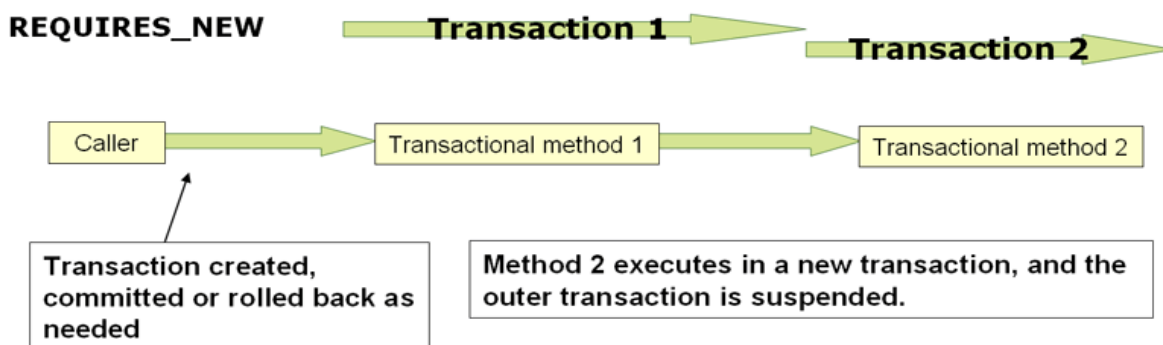 REQUIRES_NEW
Transaction 1
Transaction 2
Caller
Transactional method 1
Transactional method 2
Transaction created,
committed or rolled back as
needed
Method 2 executes in a new transaction, and the
outer transaction is suspended.